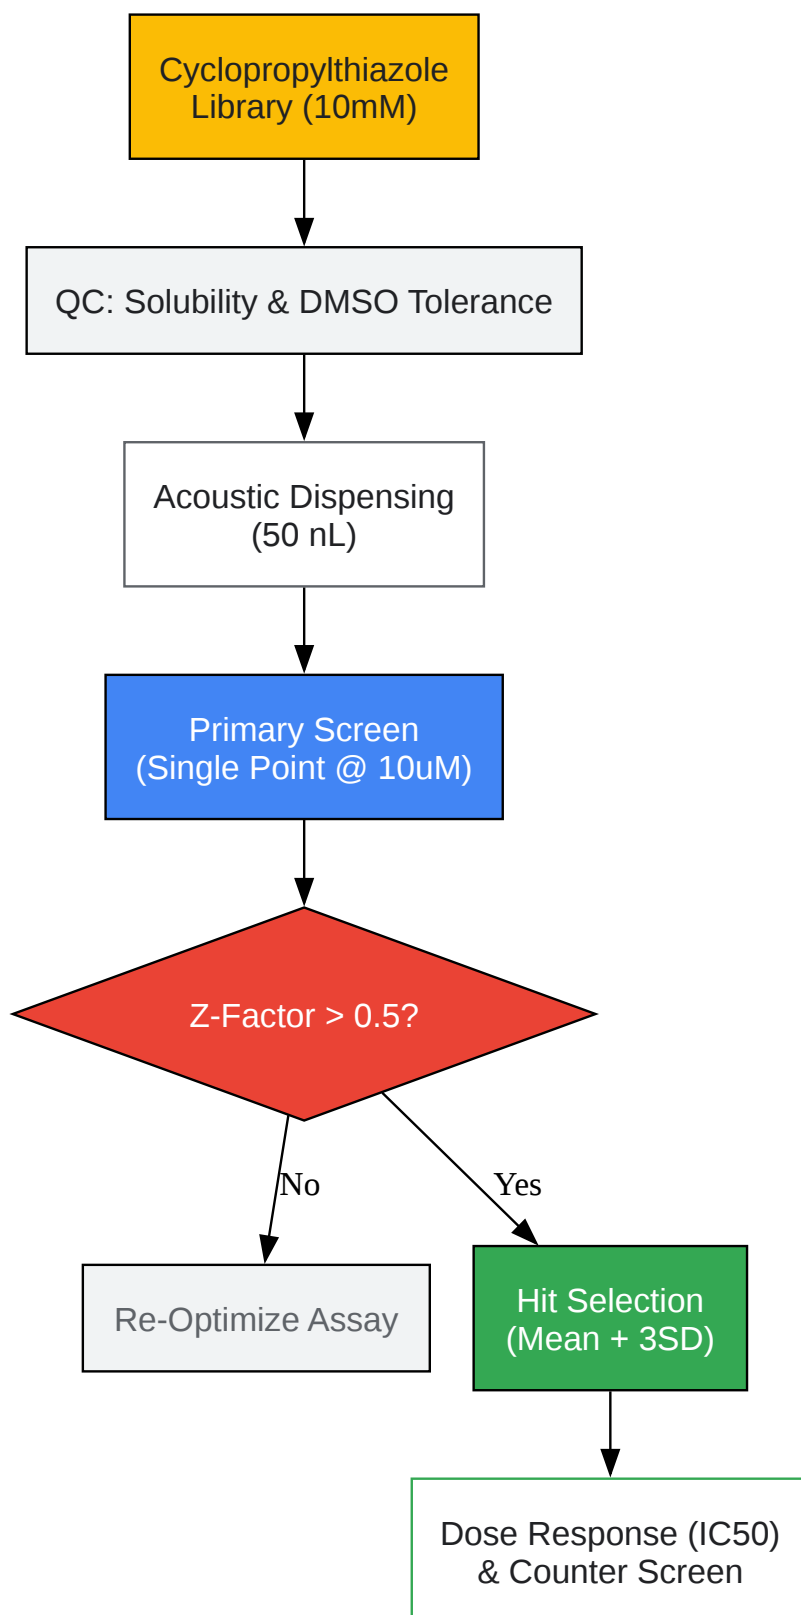 Cyclopropylthiazole
Library (10mM)
QC: Solubility & DMSO Tolerance
Acoustic Dispensing
(50 nL)
Primary Screen
(Single Point @ 10uM)
Z-Factor > 0.5?
No
Yes
Re-Optimize Assay
Hit Selection
(Mean + 3SD)
Dose Response (IC50)
& Counter Screen